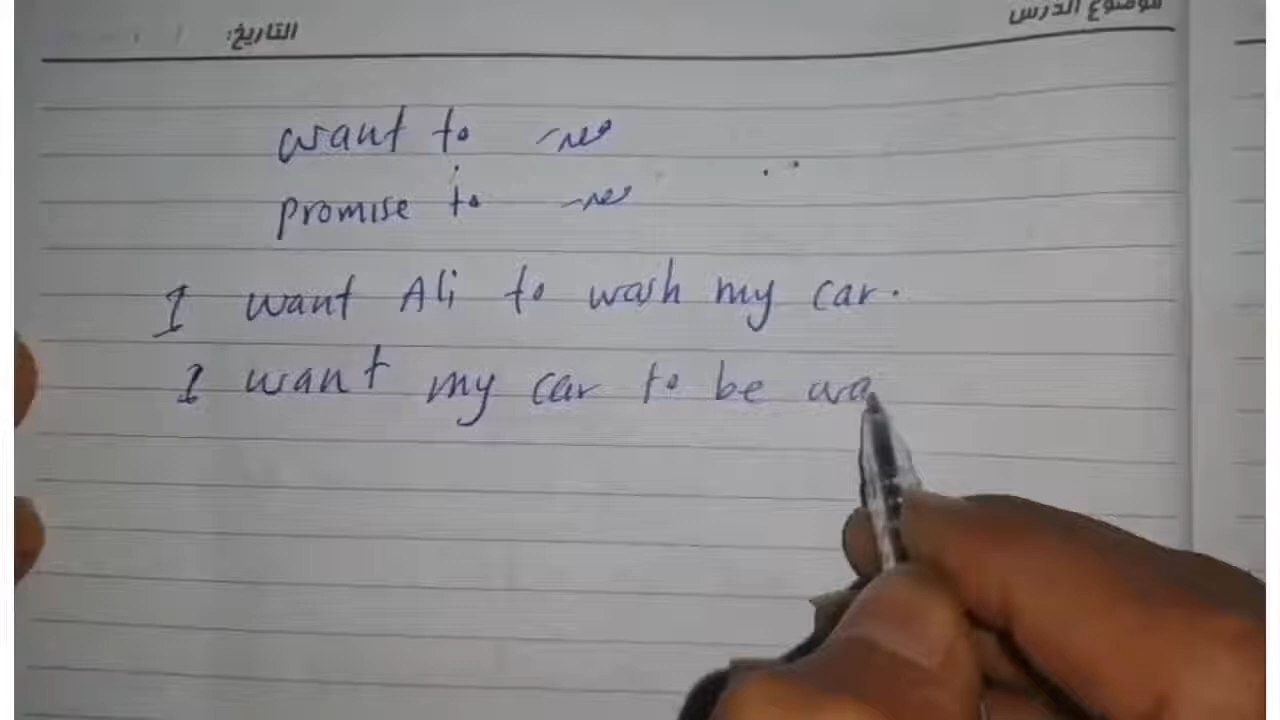 موضوع الدرس
التاريخ:
want to مصدر
promise to مصدر
I want Ali to wash my car.
I want my car to be wa